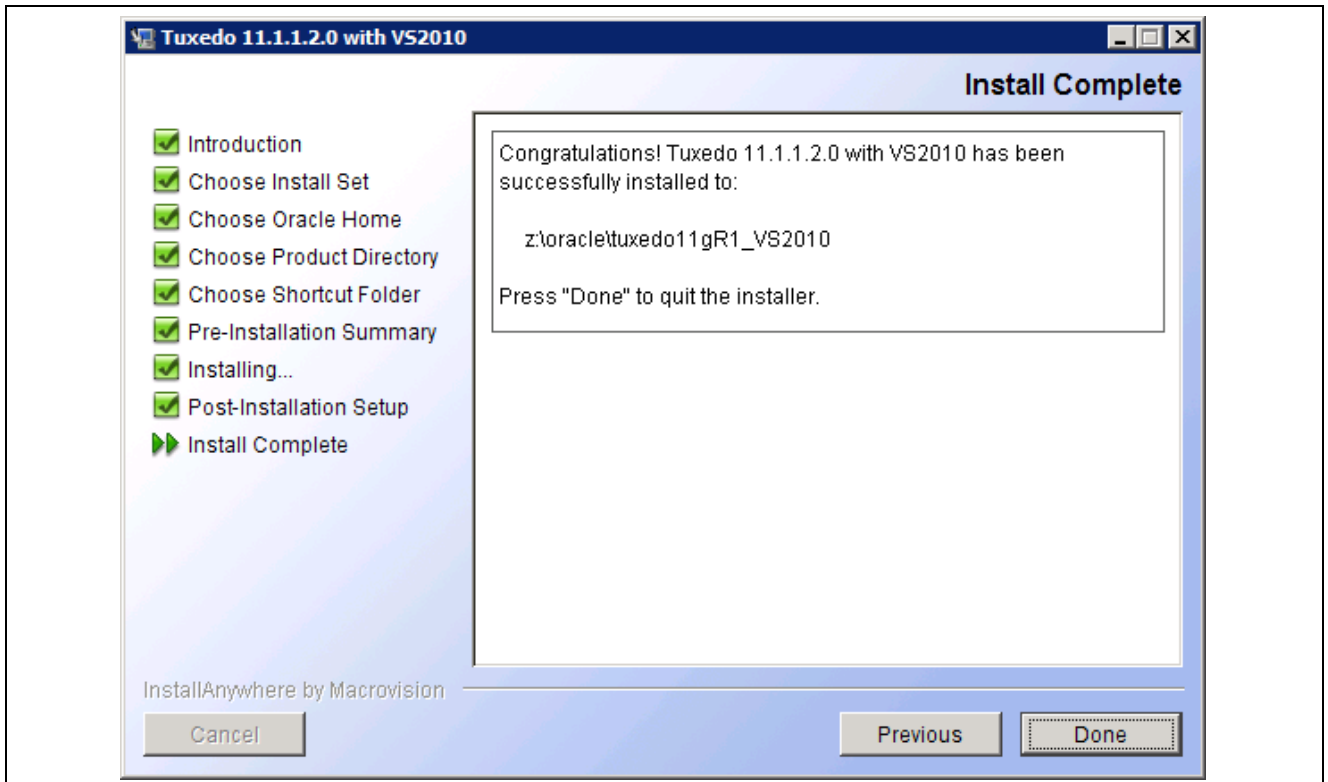 Tuxedo 11.1.1.2.0 with VS2010
Install Complete
Introduction
Choose Install Set
Choose Oracle Home
Choose Product Directory
Choose Shortcut Folder
Pre-Installation Summary
Installing...
Post-Installation Setup
Install Complete
Congratulations! Tuxedo 11.1.1.2.0 with VS2010 has been
successfully installed to:
z:\oracle\tuxedo11gR1_VS2010
Press "Done" to quit the installer.
InstallAnywhere by Macrovision
Cancel
Previous
Done